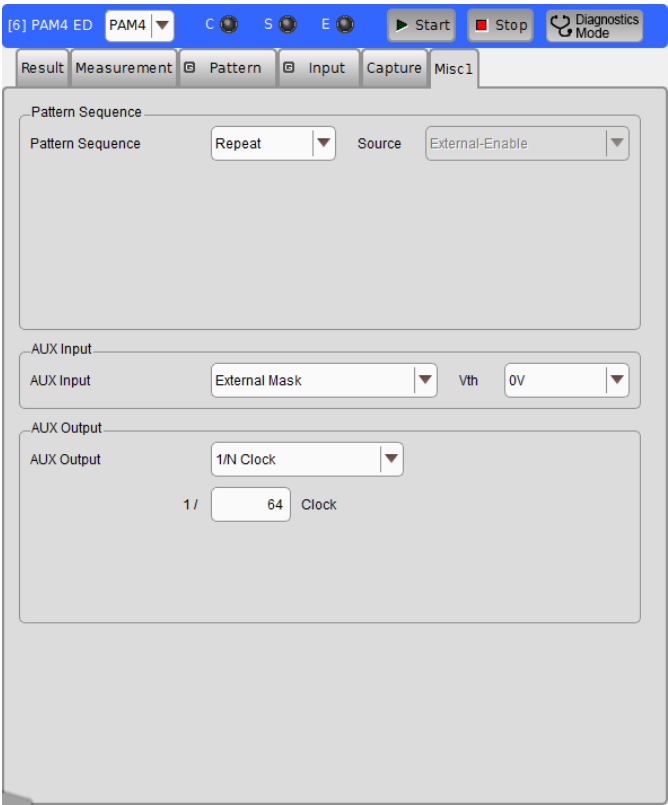 [6] PAM4 ED PAM4 C S E Start Stop Diagnostics
Mode
Result Measurement G Pattern G Input Capture Misc1
Pattern Sequence
Pattern Sequence Repeat Source External-Enable
AUX Input
AUX Input External Mask Vth 0V
AUX Output
AUX Output 1/N Clock
1 / 64 Clock